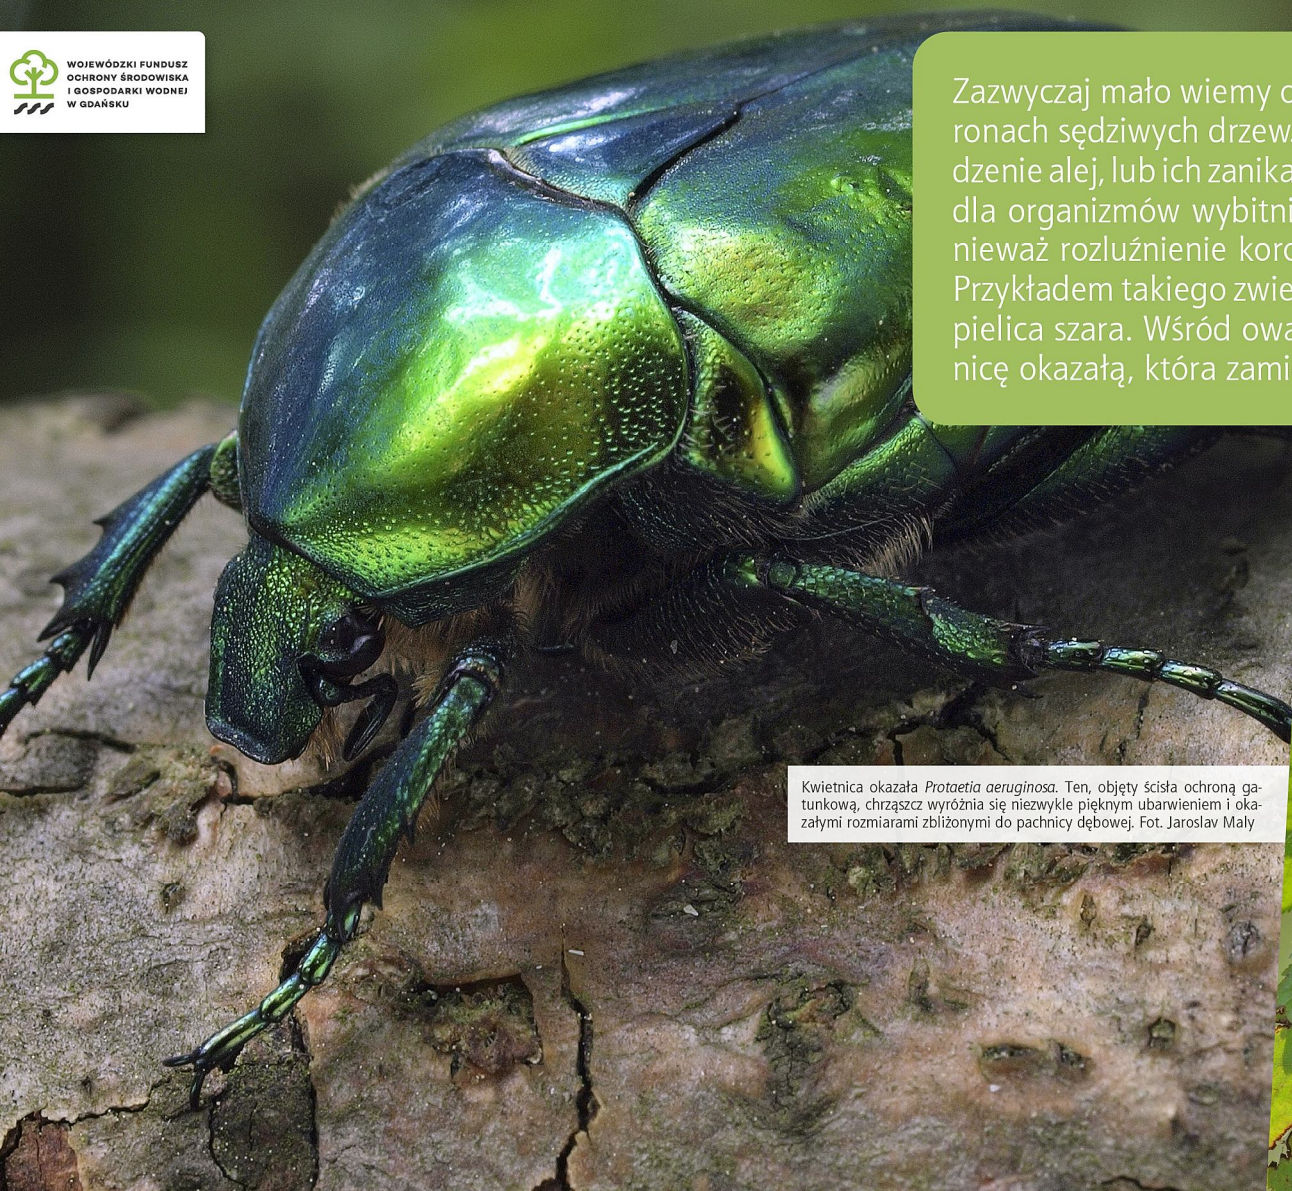 WOJEWÓDZKI FUNDUSZ
OCHRONY ŚRODOWISKA
I GOSPODARKI WODNEJ
W GDAŃSKU
Zazwyczaj mało wiemy o
ronach sędziwych drzew.
dzenie alej, lub ich zanika
dla organizmów wybitni
nieważ rozluźnienie koro
Przykładem takiego zwie
pielica szara. Wśród owa
nicę okazałą, która zami
Kwietnica okazała Protaetia aeruginosa. Ten, objęty ścisła ochroną ga-
tunkową, chrząszcz wyróżnia się niezwykle pięknym ubarwieniem i oka-
załymi rozmiarami zbliżonymi do pachnicy dębowej. Fot. Jaroslav Maly